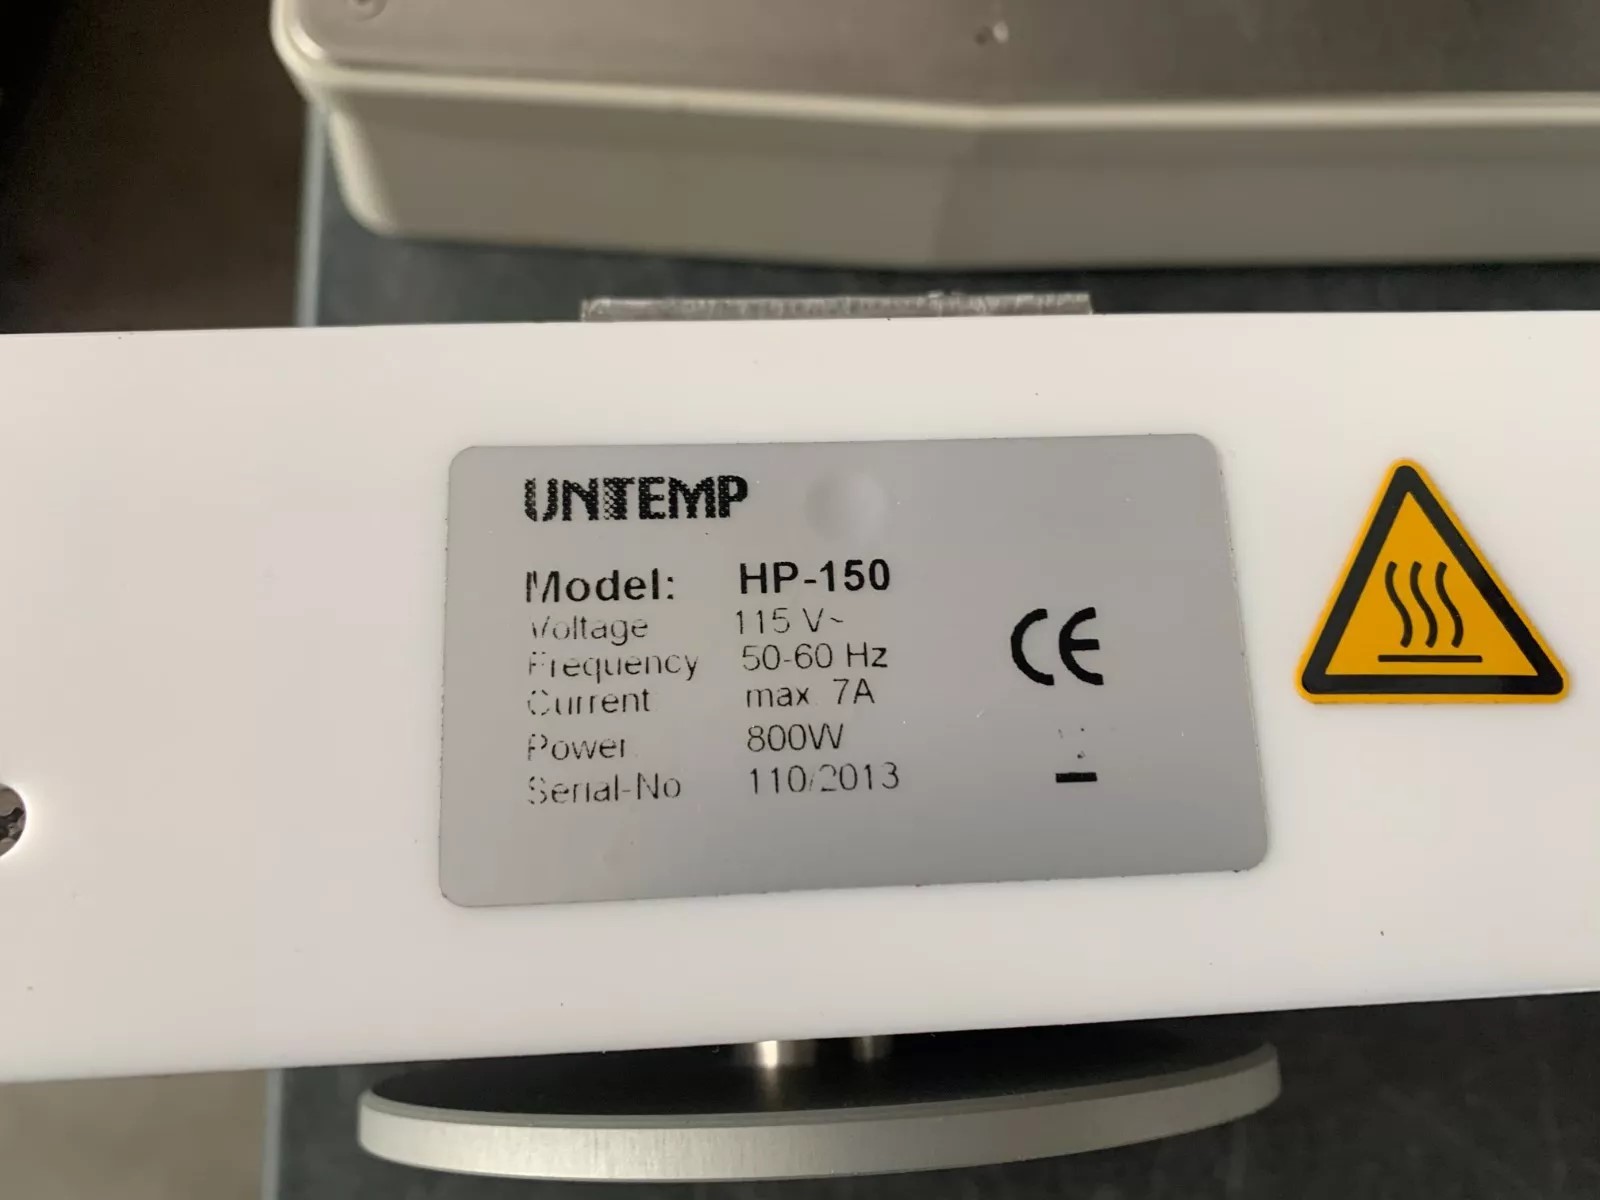 UNITEMP
Model: HP-150
Voltage 115 V~
Frequency 50-60 Hz
Current max. 7A
Power 800W
Serial-No 110/2013
CE